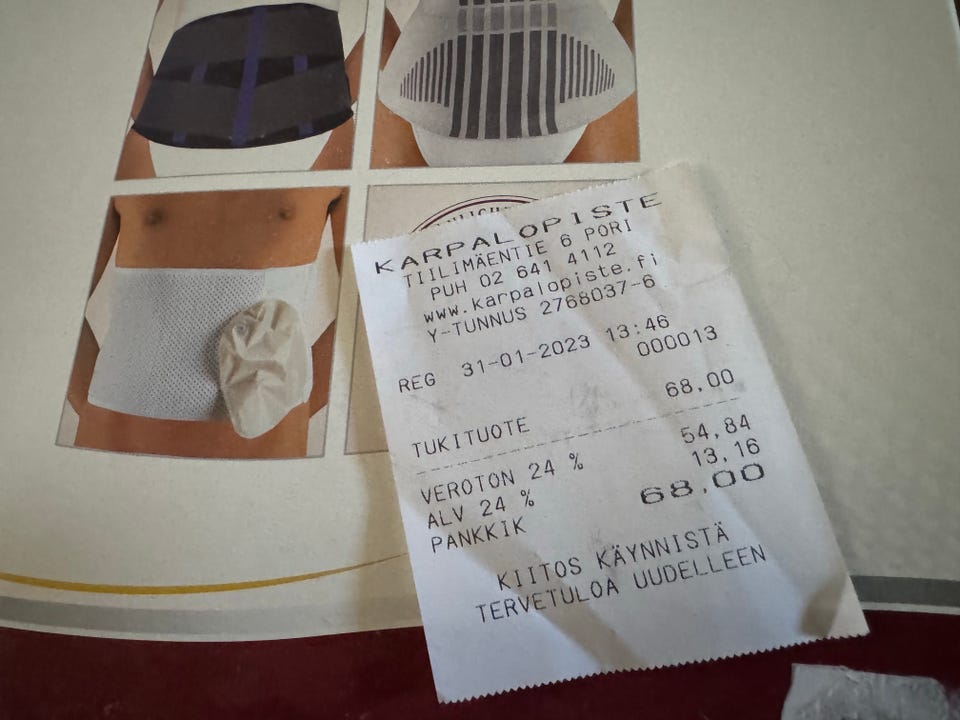 KARPALOPISTE
TIILIMÄENTIE 6 PORI
PUH 02 641 4112
www.karpalopiste.fi
Y-TUNNUS 2768037-6
REG 31-01-2023 13:46
000013
TUKITUOTE 68.00
VEROTON 24 % 54,84
ALV 24 % 13,16
PANKKIK 68,00
KIITOS KÄYNNISTÄ
TERVETULOA UUDELLEEN